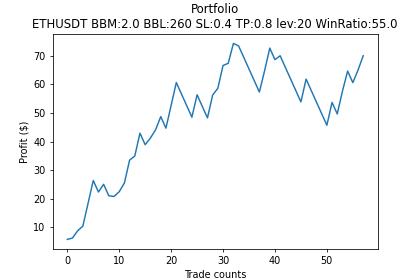 Portfolio
ETHUSDT BBM:2.0 BBL:260 SL:0.4 TP:0.8 lev:20 WinRatio:55.0
70
60
50
40
30
20
10
Profit ($)
0 10 20 30 40 50
Trade counts